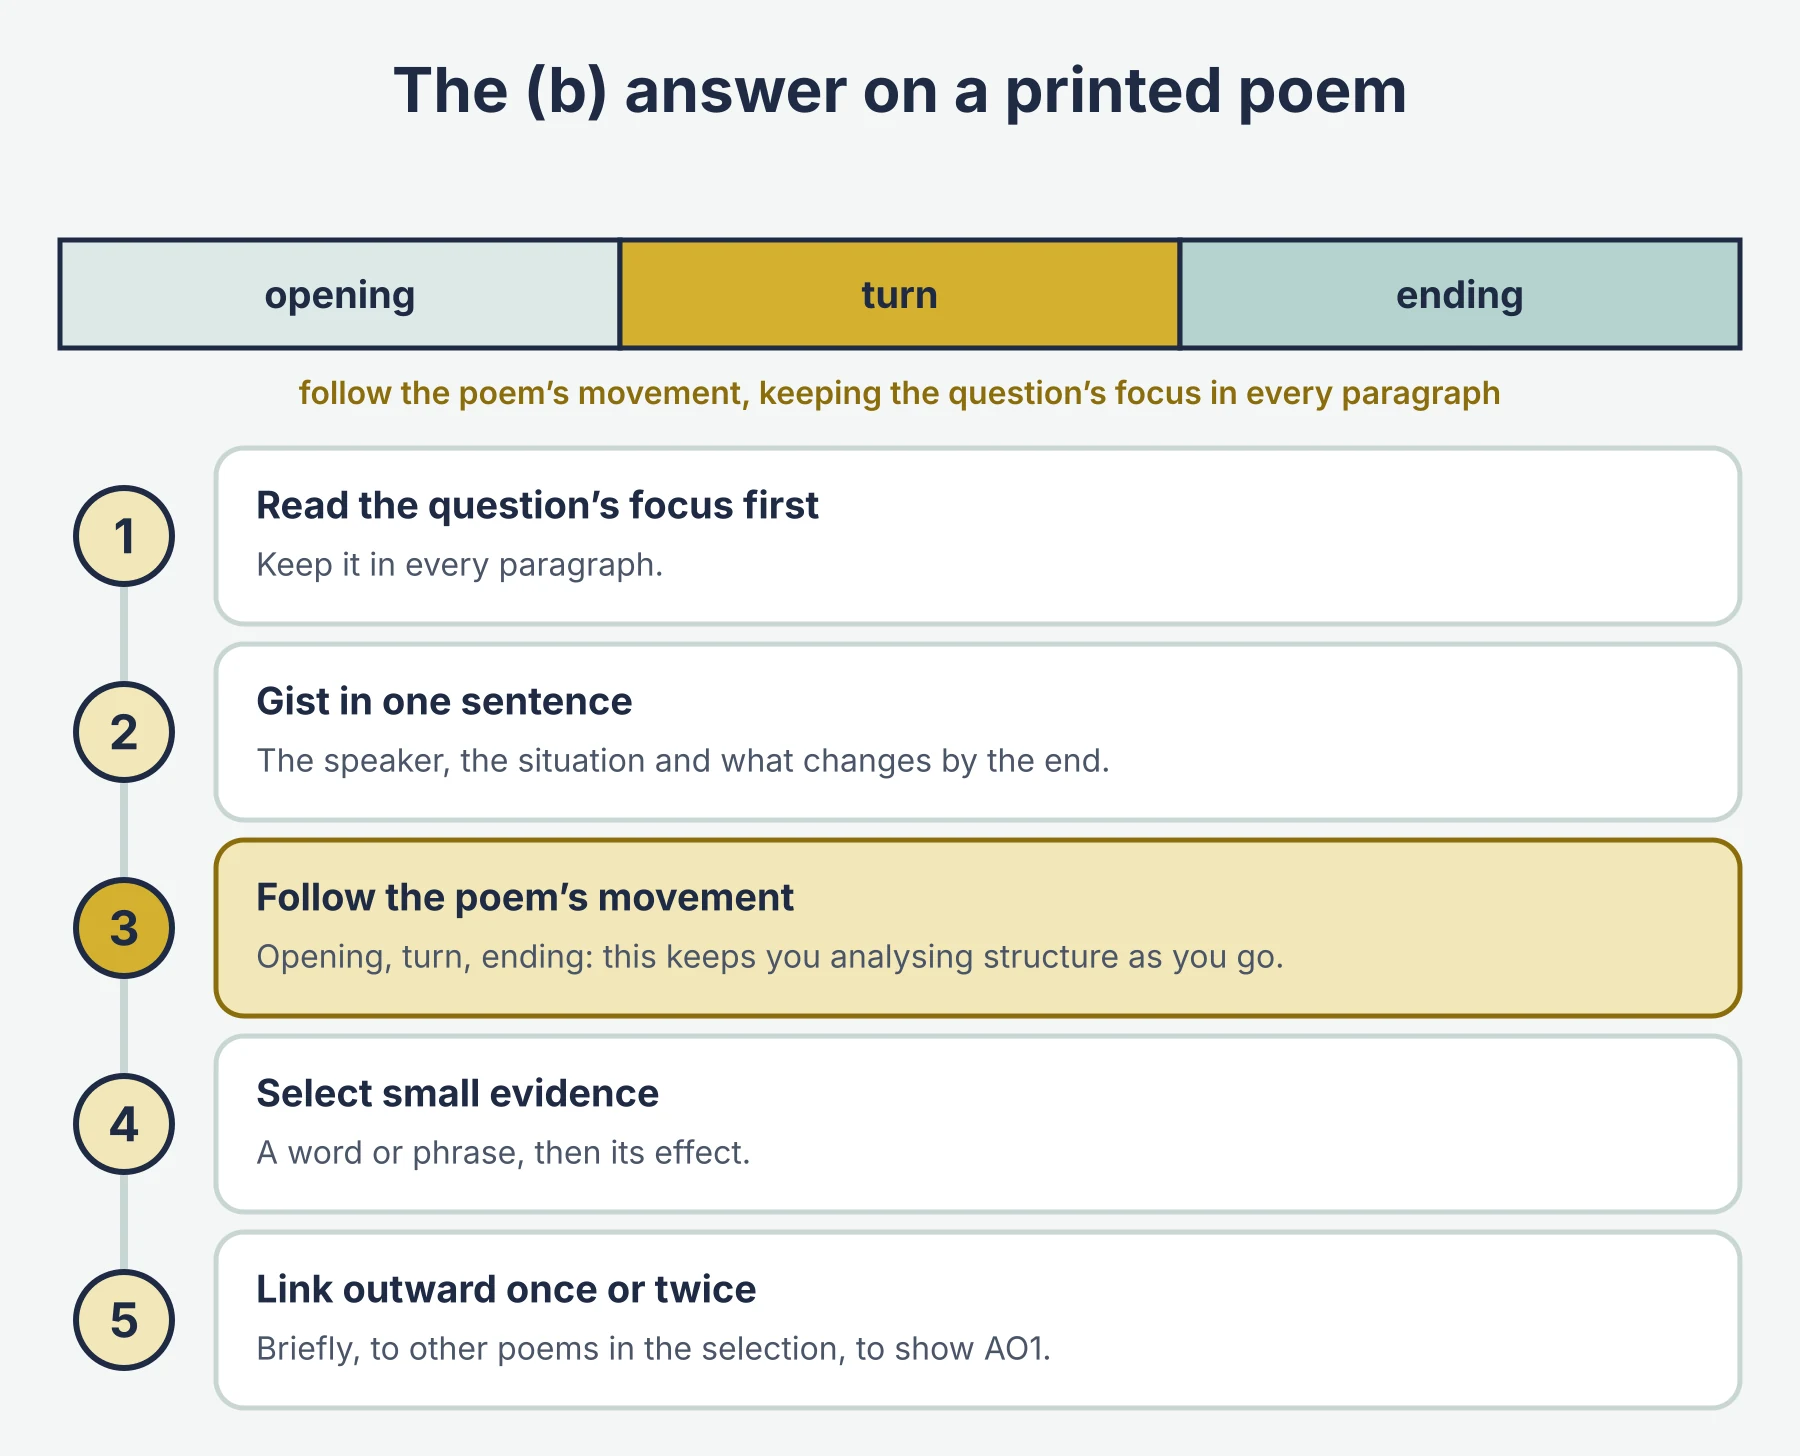 The (b) answer on a printed poem
opening
turn
ending
follow the poem’s movement, keeping the question’s focus in every paragraph
1
Read the question’s focus first
Keep it in every paragraph.
2
Gist in one sentence
The speaker, the situation and what changes by the end.
3
Follow the poem’s movement
Opening, turn, ending: this keeps you analysing structure as you go.
4
Select small evidence
A word or phrase, then its effect.
5
Link outward once or twice
Briefly, to other poems in the selection, to show AO1.